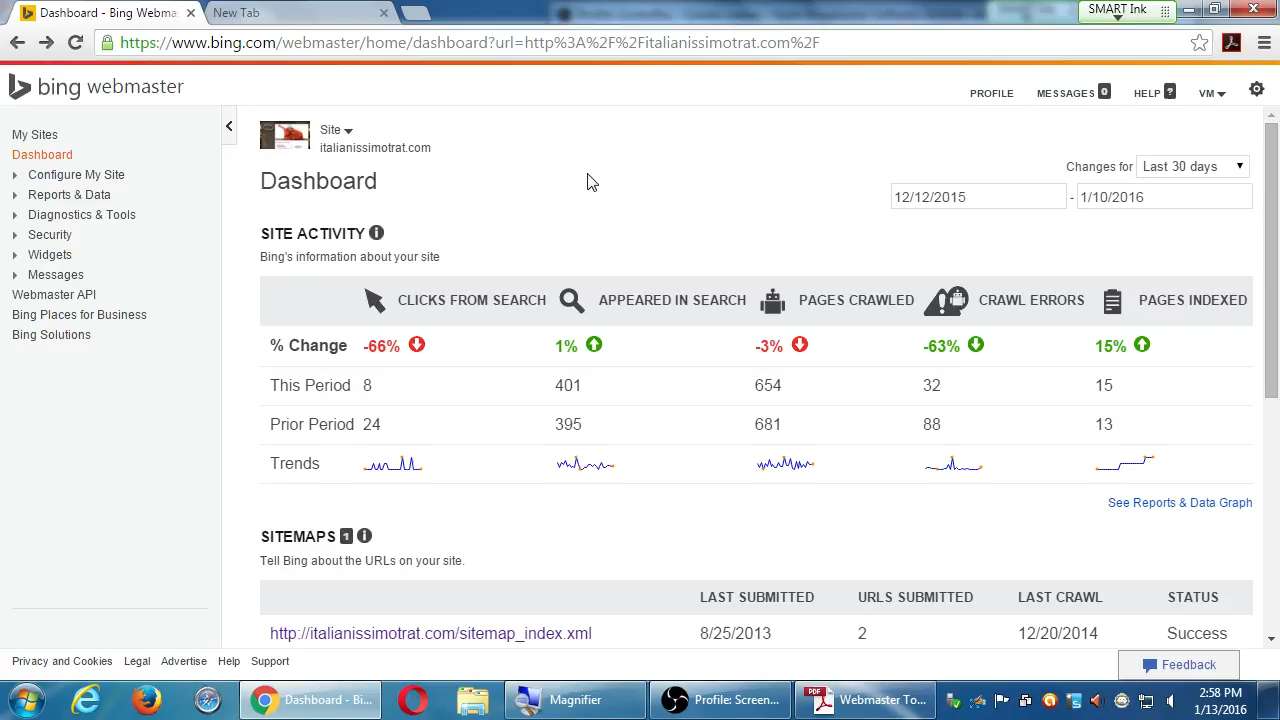 Dashboard - Bing Webmas
New Tab
SMART Ink
https://www.bing.com/webmaster/home/dashboard?url=http%3A%2F%2Fitalianissimotrat.com%2F
bing webmaster
PROFILE MESSAGES 0 HELP ? VM
My Sites
Dashboard
Configure My Site
Reports & Data
Diagnostics & Tools
Security
Widgets
Messages
Webmaster API
Bing Places for Business
Bing Solutions
Site
italianissimotrat.com
Dashboard
Changes for Last 30 days
12/12/2015 - 1/10/2016
SITE ACTIVITY
Bing's information about your site
CLICKS FROM SEARCH APPEARED IN SEARCH PAGES CRAWLED CRAWL ERRORS PAGES INDEXED
% Change -66% 1% -3% -63% 15%
This Period 8 401 654 32 15
Prior Period 24 395 681 88 13
Trends
See Reports & Data Graph
SITEMAPS 1
Tell Bing about the URLs on your site.
LAST SUBMITTED URLS SUBMITTED LAST CRAWL STATUS
http://italianissimotrat.com/sitemap_index.xml 8/25/2013 2 12/20/2014 Success
Privacy and Cookies Legal Advertise Help Support
Feedback
Dashboard - Bi...
Magnifier
Profile: Screen...
PDF
Webmaster To...
2:58 PM
1/13/2016